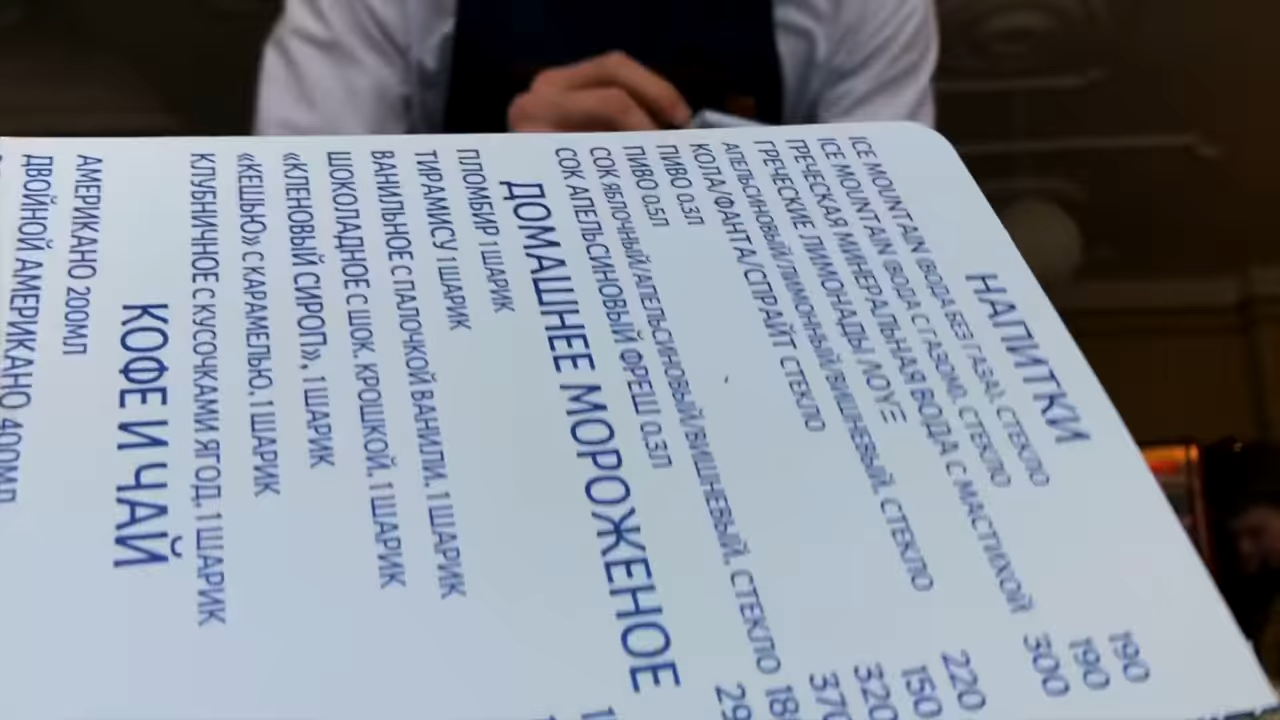 НАПИТКИ
ICE MOUNTAIN (ВОДА БЕЗ ГАЗА), СТЕКЛО 190
ICE MOUNTAIN (ВОДА С ГАЗОМ), СТЕКЛО 190
ГРЕЧЕСКАЯ МИНЕРАЛЬНАЯ ВОДА С МАСТИХОЙ 300
ГРЕЧЕСКИЕ ЛИМОНАДЫ ΛΟΥΞ
АПЕЛЬСИНОВЫЙ/ЛИМОННЫЙ/ВИШНЕВЫЙ, СТЕКЛО 220
КОЛА/ФАНТА/СПРАЙТ СТЕКЛО 150
ПИВО 0,3Л 320
ПИВО 0,5Л 370
СОК ЯБЛОЧНЫЙ/АПЕЛЬСИНОВЫЙ/ВИШНЕВЫЙ, СТЕКЛО
СОК АПЕЛЬСИНОВЫЙ ФРЕШ 0,3Л
ДОМАШНЕЕ МОРОЖЕНОЕ
ПЛОМБИР 1 ШАРИК
ТИРАМИСУ 1 ШАРИК
ВАНИЛЬНОЕ С ПАЛОЧКОЙ ВАНИЛИ, 1 ШАРИК
ШОКОЛАДНОЕ С ШОК. КРОШКОЙ, 1 ШАРИК
«КЛЕНОВЫЙ СИРОП», 1 ШАРИК
«КЕШЬЮ» С КАРАМЕЛЬЮ, 1 ШАРИК
КЛУБНИЧНОЕ С КУСОЧКАМИ ЯГОД, 1 ШАРИК
КОФЕ И ЧАЙ
АМЕРИКАНО 200МЛ
ДВОЙНОЙ АМЕРИКАНО 400МЛ